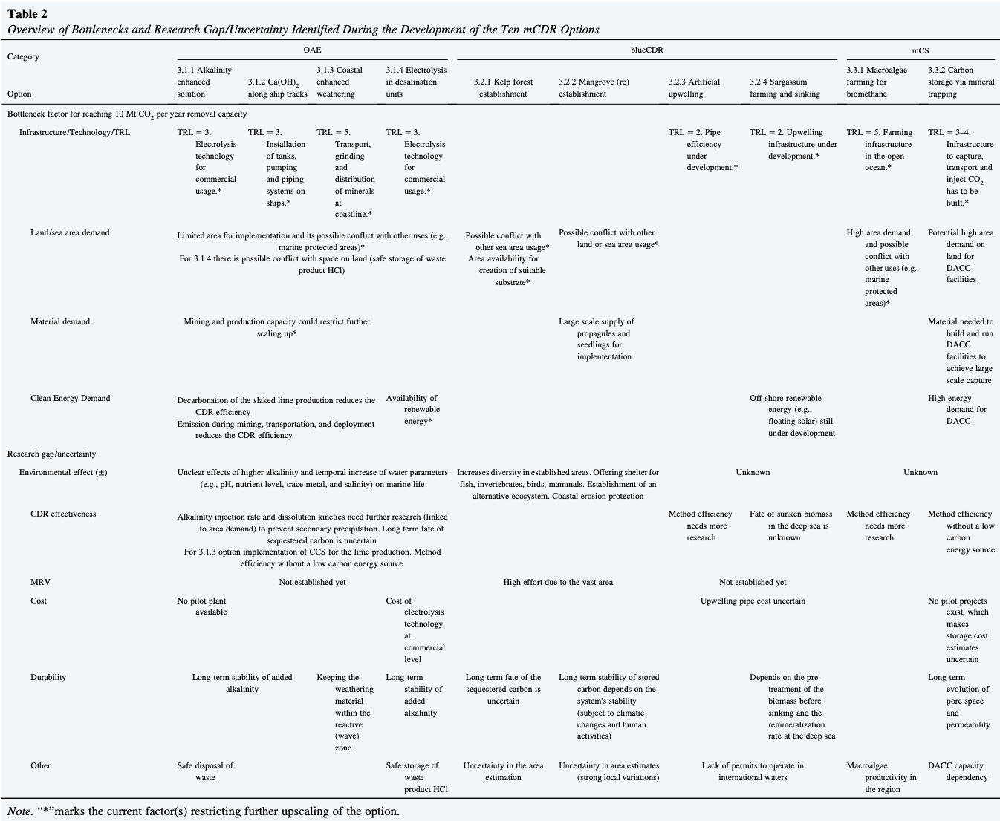 Table 2
Overview of Bottlenecks and Research Gap/Uncertainty Identified During the Development of the Ten mCDR Options
Category
OAE
blueCDR
mCS
Option
3.1.1 Alkalinity-
enhanced
solution
3.1.2 Ca(OH)2
along ship tracks
3.1.3 Coastal
enhanced
weathering
3.1.4 Electrolysis
in desalination
units
3.2.1 Kelp forest
establishment
3.2.2 Mangrove (re)
establishment
3.2.3 Artificial
upwelling
3.2.4 Sargassum
farming and sinking
3.3.1 Macroalgae
farming for
biomethane
3.3.2 Carbon
storage via mineral
trapping
Bottleneck factor for reaching 10 Mt CO2 per year removal capacity
Infrastructure/Technology/TRL
TRL = 3.
Electrolysis
technology
for
commercial
usage.*
TRL = 3.
Installation
of tanks,
pumping
and piping
systems on
ships.*
TRL = 5.
Transport,
grinding
and
distribution
of minerals
at
coastline.*
TRL = 3.
Electrolysis
technology
for
commercial
usage.*
TRL = 2. Pipe
efficiency
under
development.*
TRL = 2. Upwelling
infrastructure under
development.*
TRL = 5. Farming
infrastructure
in the open
ocean.*
TRL = 3–4.
Infrastructure
to capture,
transport and
inject CO2
has to be
built.*
Land/sea area demand
Limited area for implementation and its possible conflict with other uses (e.g.,
marine protected areas)*
For 3.1.4 there is possible conflict with space on land (safe storage of waste
product HCl)
Possible conflict with
other sea area usage*
Area availability for
creation of suitable
substrate*
Possible conflict with other
land or sea area usage*
High area demand
and possible
conflict with
other uses (e.g.,
marine
protected
areas)*
Potential high area
demand on
land for
DACC
facilities
Material demand
Mining and production capacity could restrict further
scaling up*
Large scale supply of
propagules and
seedlings for
implementation
Material needed to
build and run
DACC
facilities to
achieve large
scale capture
Clean Energy Demand
Decarbonation of the slaked lime production reduces the
CDR efficiency
Emission during mining, transportation, and deployment
reduces the CDR efficiency
Availability of
renewable
energy*
Off-shore renewable
energy (e.g.,
floating solar) still
under development
High energy
demand for
DACC
Research gap/uncertainty
Environmental effect (±)
Unclear effects of higher alkalinity and temporal increase of water parameters
(e.g., pH, nutrient level, trace metal, and salinity) on marine life
Increases diversity in established areas. Offering shelter for
fish, invertebrates, birds, mammals. Establishment of an
alternative ecosystem. Coastal erosion protection
Unknown
Unknown
CDR effectiveness
Alkalinity injection rate and dissolution kinetics need further research (linked
to area demand) to prevent secondary precipitation. Long term fate of
sequestered carbon is uncertain
For 3.1.3 option implementation of CCS for the lime production. Method
efficiency without a low carbon energy source
Method efficiency
needs more
research
Fate of sunken biomass
in the deep sea is
unknown
Method efficiency
needs more
research
Method efficiency
without a low
carbon
energy source
MRV
Not established yet
High effort due to the vast area
Not established yet
Cost
No pilot plant
available
Cost of
electrolysis
technology
at
commercial
level
Upwelling pipe cost uncertain
No pilot projects
exist, which
makes
storage cost
estimates
uncertain
Durability
Long-term stability of added
alkalinity
Keeping the
weathering
material
within the
reactive
(wave)
zone
Long-term
stability of
added
alkalinity
Long-term fate of the
sequestered carbon is
uncertain
Long-term stability of stored
carbon depends on the
system's stability
(subject to climatic
changes and human
activities)
Depends on the pre-
treatment of the
biomass before
sinking and the
remineralization
rate at the deep sea
Long-term
evolution of
pore space
and
permeability
Other
Safe disposal of
waste
Safe storage of
waste
product HCl
Uncertainty in the area
estimation
Uncertainty in area estimates
(strong local variations)
Lack of permits to operate in
international waters
Macroalgae
productivity in
the region
DACC capacity
dependency
Note. “*”marks the current factor(s) restricting further upscaling of the option.